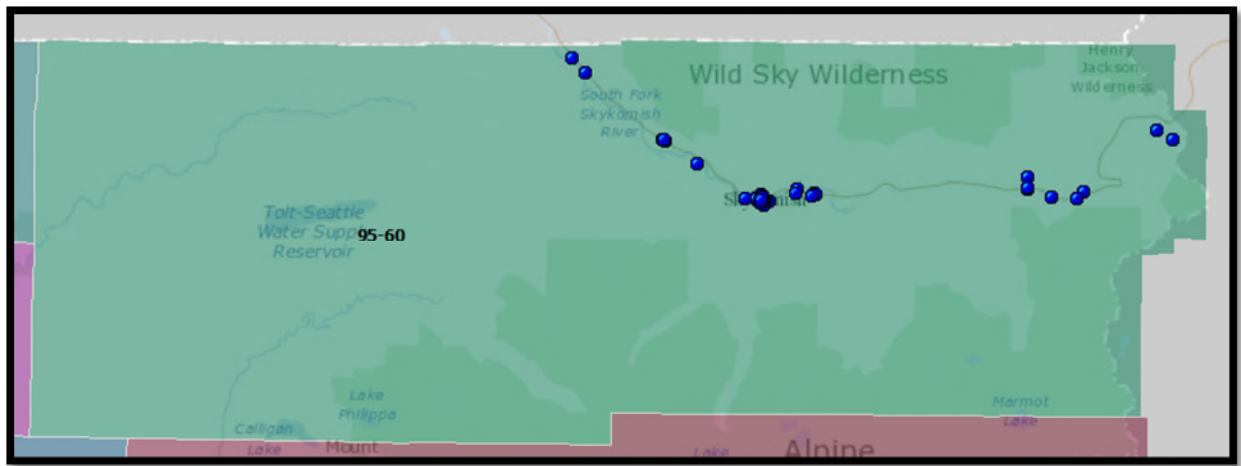 Henry
Jackson
Wilderness
Wild Sky Wilderness
South Fork
Skykomish
River
Tolt-Seattle
Water Supply
Reservoir
95-60
Lake
Philippa
Marmot
Lake
Calligan
Lake
Mount
Lake
Alpine